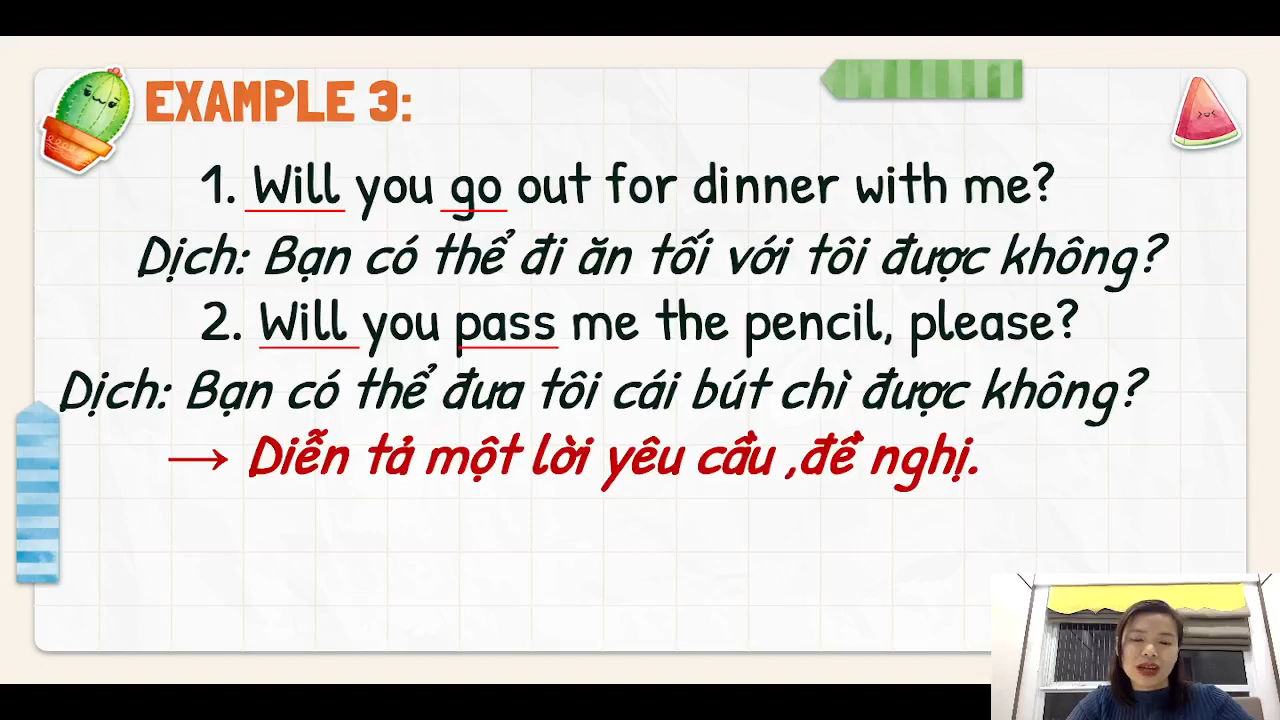 EXAMPLE 3:
1. Will you go out for dinner with me?
Dịch: Bạn có thể đi ăn tối với tôi được không?
2. Will you pass me the pencil, please?
Dịch: Bạn có thể đưa tôi cái bút chì được không?
→ Diễn tả một lời yêu cầu ,đề nghị.